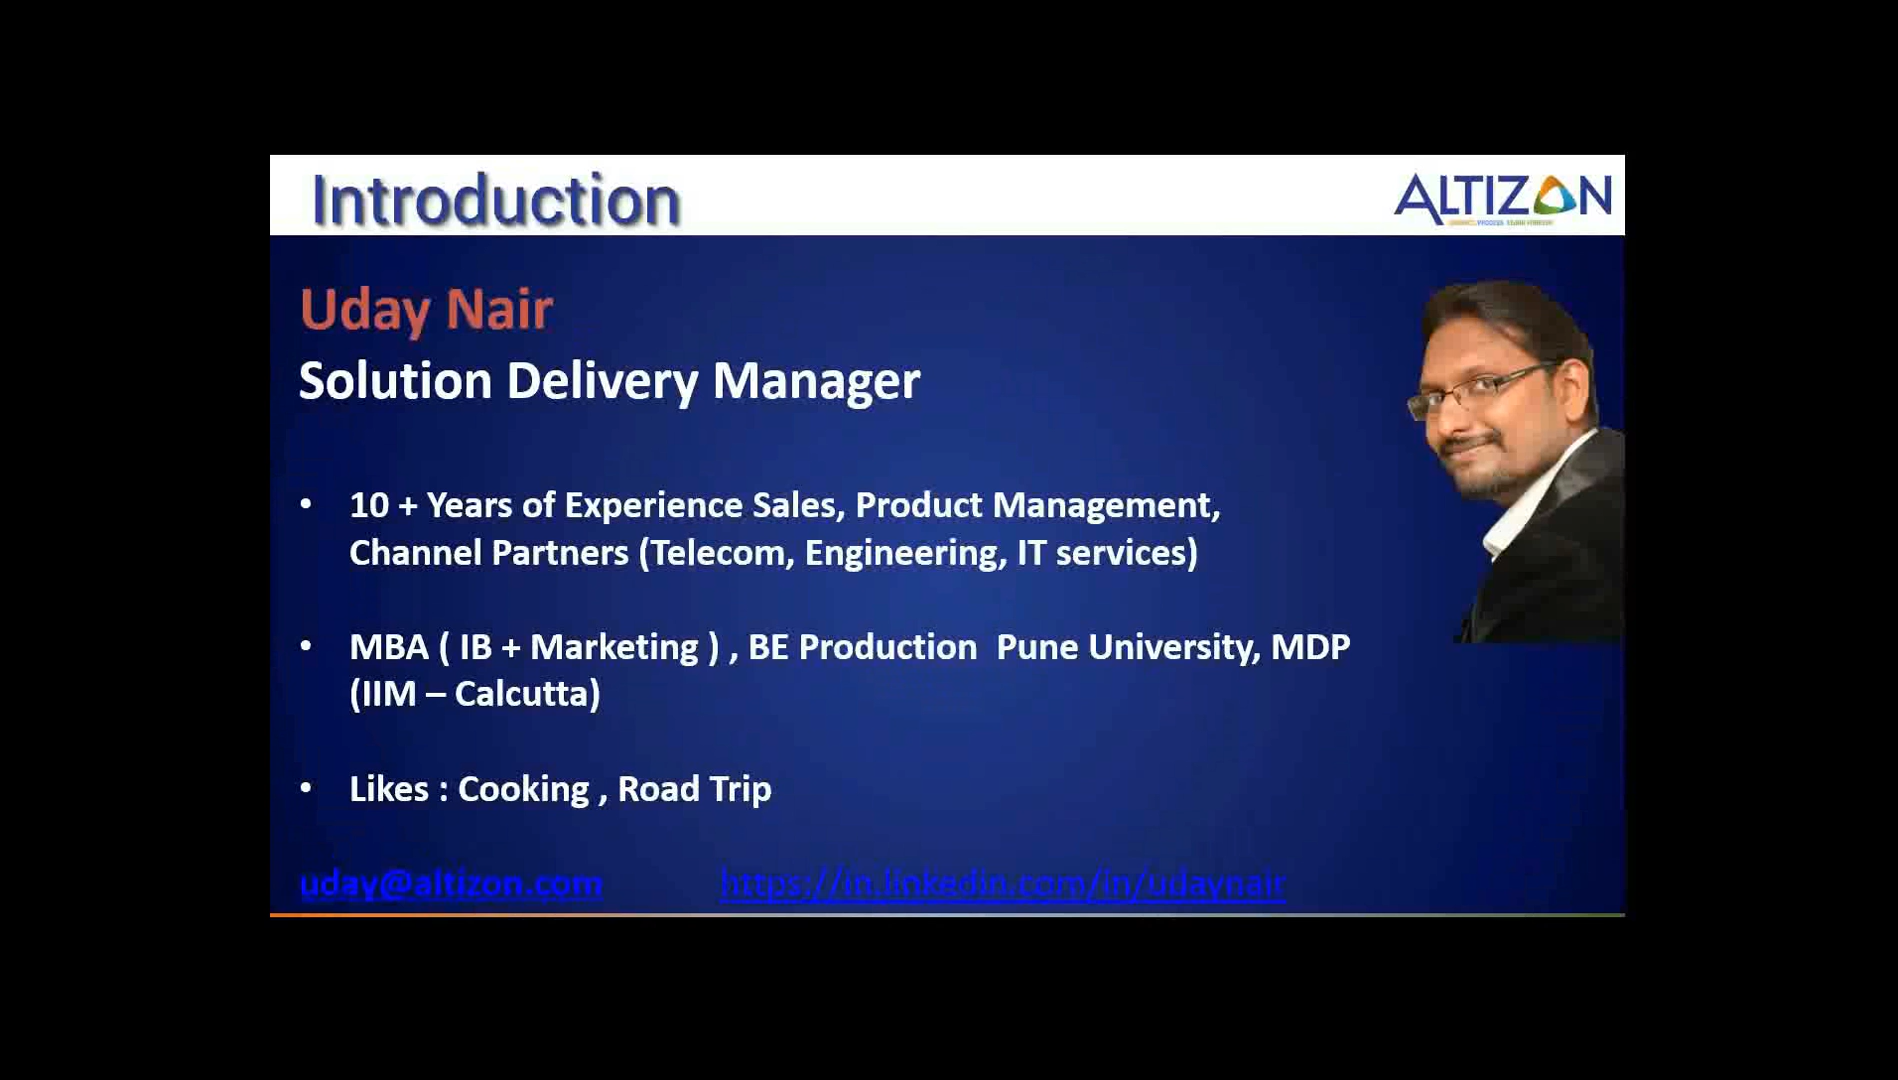 Introduction
ALTIZON
Uday Nair
Solution Delivery Manager
• 10 + Years of Experience Sales, Product Management,
Channel Partners (Telecom, Engineering, IT services)
• MBA ( IB + Marketing ) , BE Production Pune University, MDP
(IIM – Calcutta)
• Likes : Cooking , Road Trip
uday@altizon.com https://in.linkedin.com/in/udaynair